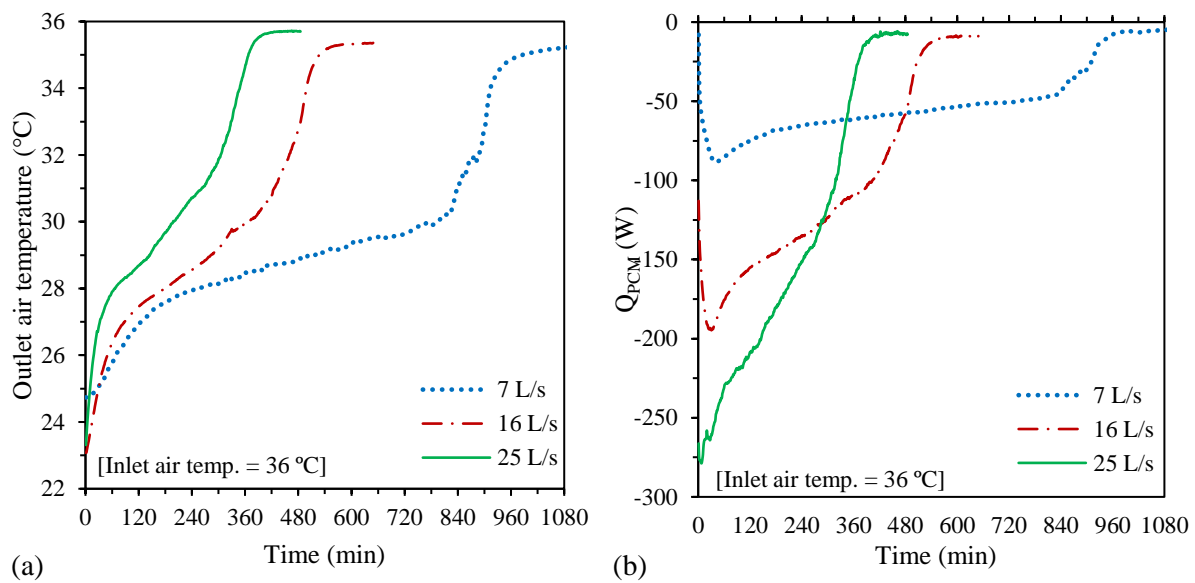 36
34
32
30
28
26
24
22
Outlet air temperature (°C)
7 L/s
16 L/s
25 L/s
[Inlet air temp. = 36 ºC]
0 120 240 360 480 600 720 840 960 1080
Time (min)
(a)
0
-50
-100
-150
-200
-250
-300
Q_PCM (W)
7 L/s
16 L/s
25 L/s
[Inlet air temp. = 36 ºC]
0 120 240 360 480 600 720 840 960 1080
Time (min)
(b)